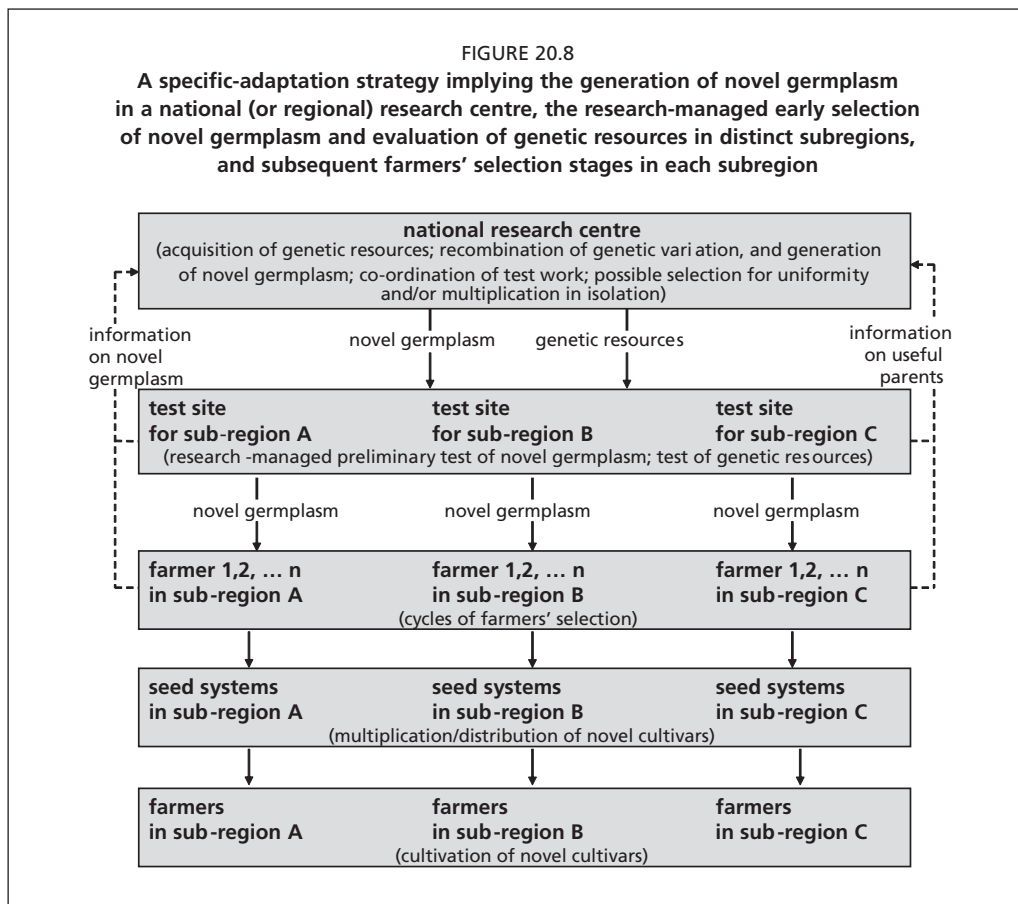 FIGURE 20.8
A specific-adaptation strategy implying the generation of novel germplasm
in a national (or regional) research centre, the research-managed early selection
of novel germplasm and evaluation of genetic resources in distinct subregions,
and subsequent farmers’ selection stages in each subregion
national research centre
(acquisition of genetic resources; recombination of genetic variation, and generation
of novel germplasm; co-ordination of test work; possible selection for uniformity
and/or multiplication in isolation)
information
on novel
germplasm
novel germplasm
genetic resources
information
on useful
parents
test site
for sub-region A
test site
for sub-region B
test site
for sub-region C
(research -managed preliminary test of novel germplasm; test of genetic resources)
novel germplasm
novel germplasm
novel germplasm
farmer 1,2, ... n
in sub-region A
farmer 1,2, ... n
in sub-region B
farmer 1,2, ... n
in sub-region C
(cycles of farmers’ selection)
seed systems
in sub-region A
seed systems
in sub-region B
seed systems
in sub-region C
(multiplication/distribution of novel cultivars)
farmers
in sub-region A
farmers
in sub-region B
farmers
in sub-region C
(cultivation of novel cultivars)